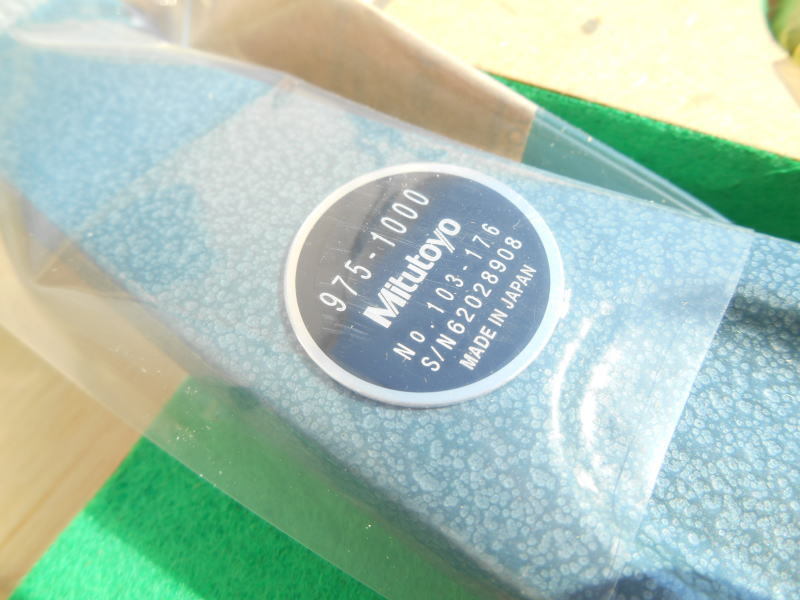 975-1000
Mitutoyo
No. 103-176
S/N62028908
MADE IN JAPAN